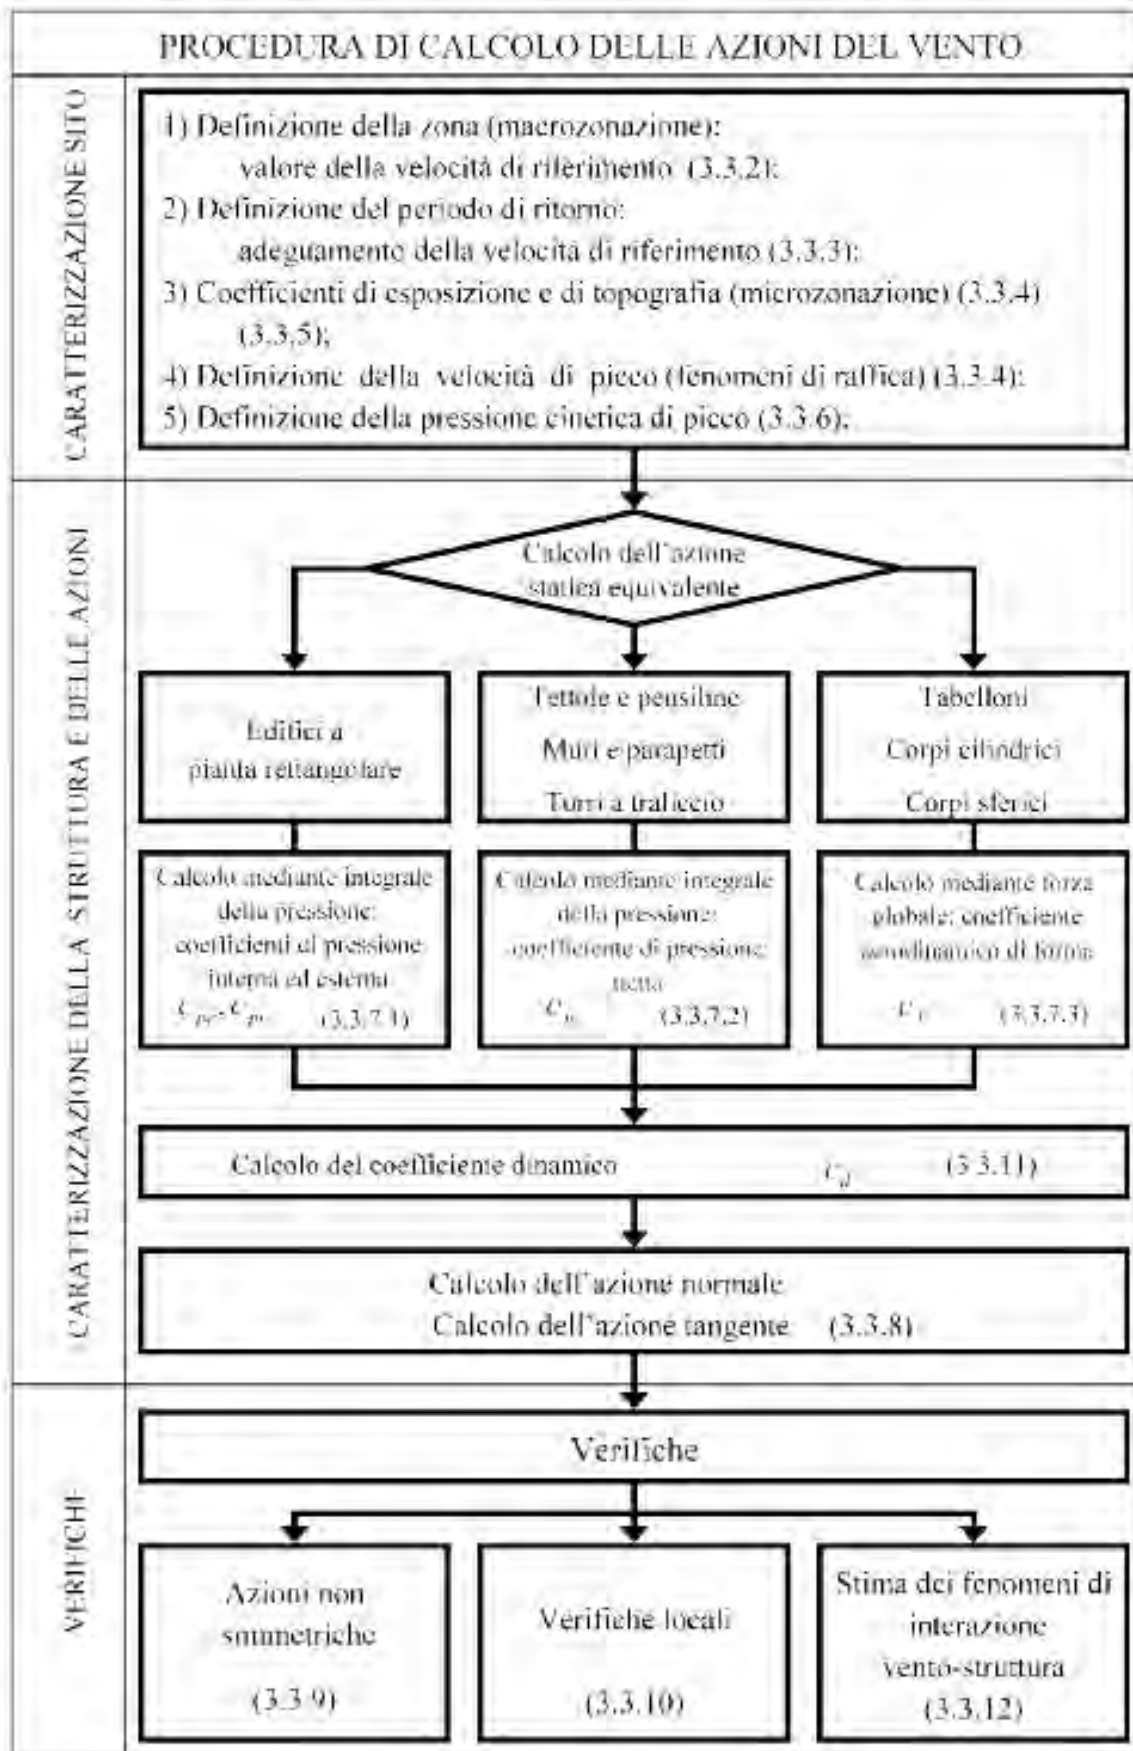 PROCEDURA DI CALCOLO DELLE AZIONI DEL VENTO
CARATTERIZZAZIONE SITO
1) Definizione della zona (macrozonazione):
valore della velocità di riferimento (3.3.2);
2) Definizione del periodo di ritorno:
adeguamento della velocità di riferimento (3.3.3);
3) Coefficienti di esposizione e di topografia (microzonazione) (3.3.4)
(3.3.5);
4) Definizione della velocità di picco (fenomeni di raffica) (3.3.4);
5) Definizione della pressione cinetica di picco (3.3.6);
CARATTERIZZAZIONE DELLA STRUTTURA E DELLE AZIONI
Calcolo dell'azione
statica equivalente
Edifici a
pianta rettangolare
Tettoie e pensiline
Muri e parapetti
Torri a traliccio
Tabelloni
Corpi cilindrici
Corpi sferici
Calcolo mediante integrale
della pressione:
coefficienti di pressione
interna ed esterna
C pe, C pi (3.3.7.1)
Calcolo mediante integrale
della pressione:
coefficiente di pressione
netta
(3.3.7.2)
Calcolo mediante forza
globale: coefficiente
aerodinamico di forma
(3.3.7.3)
Calcolo del coefficiente dinamico C d (3.3.11)
Calcolo dell'azione normale
Calcolo dell'azione tangente (3.3.8)
VERIFICHE
Verifiche
Azioni non
simmetriche
(3.3.9)
Verifiche locali
(3.3.10)
Stima dei fenomeni di
interazione
vento-struttura
(3.3.12)